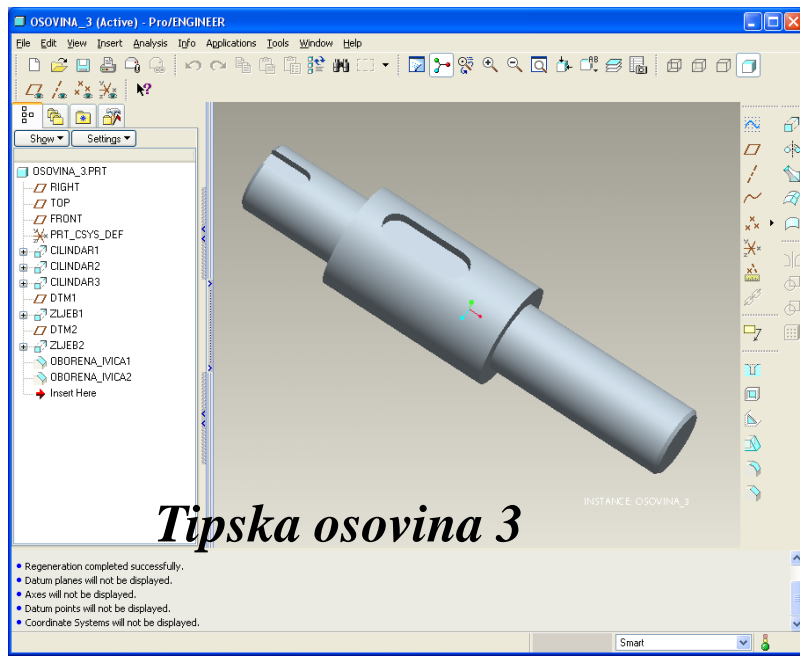 OSOVINA_3 (Active) - Pro/ENGINEER
File Edit View Insert Analysis Info Applications Tools Window Help
Show Settings
OSOVINA_3.PRT
RIGHT
TOP
FRONT
PRT_CSYS_DEF
CILINDAR1
CILINDAR2
CILINDAR3
DTM1
ZLJEB1
DTM2
ZLJEB2
OBORENA_IVICA1
OBORENA_IVICA2
Insert Here
INSTANCE: OSOVINA_3
Tipska osovina 3
• Regeneration completed successfully.
• Datum planes will not be displayed.
• Axes will not be displayed.
• Datum points will not be displayed.
• Coordinate Systems will not be displayed.
Smart